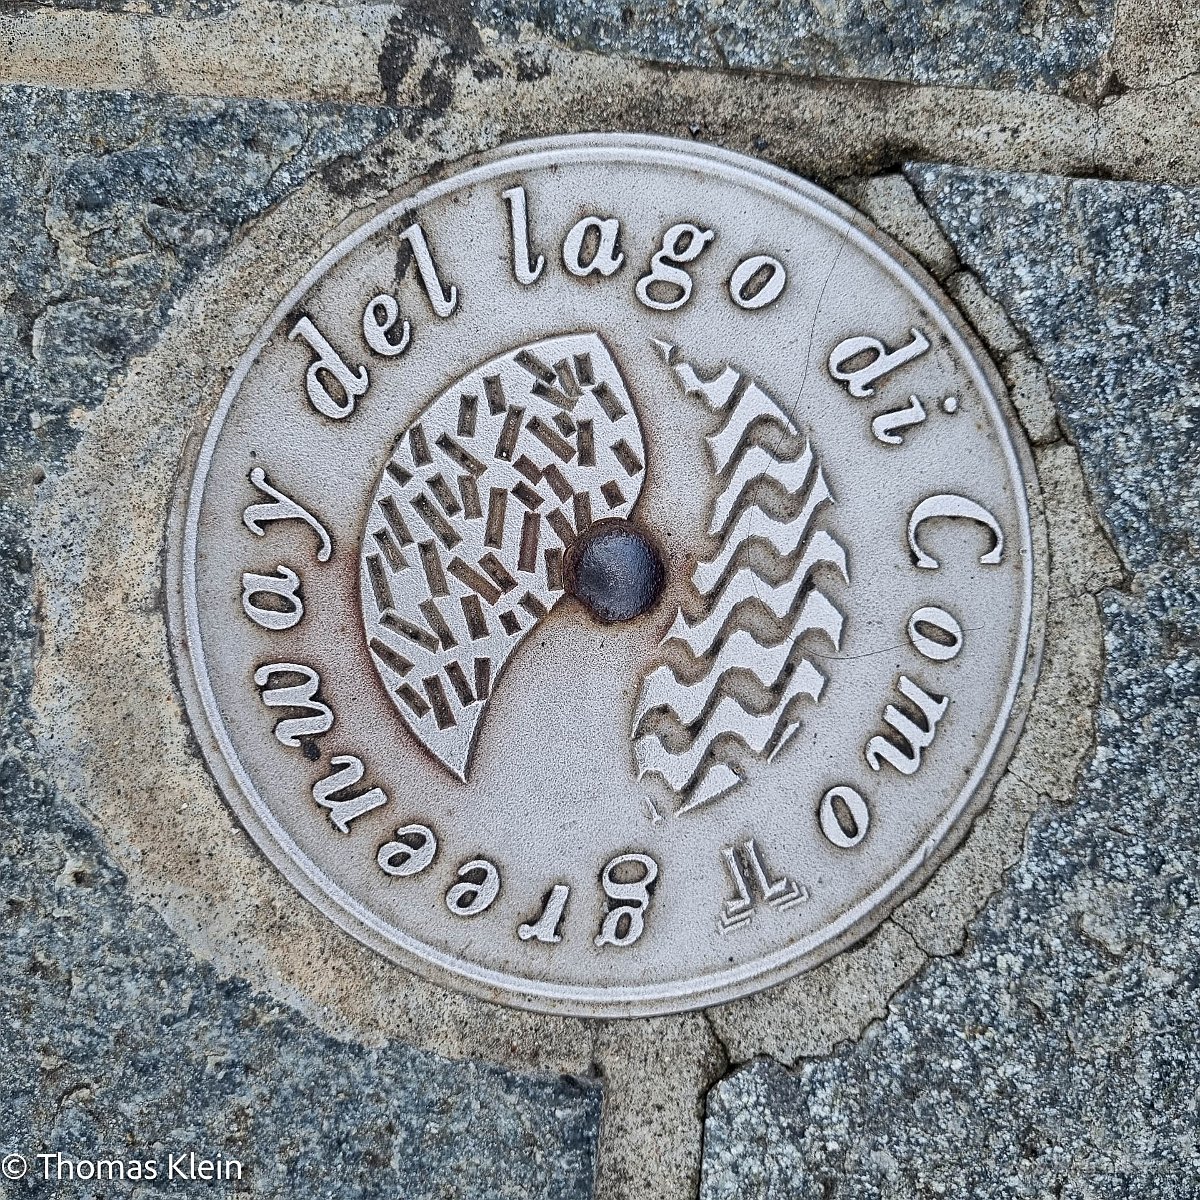 greenway del lago di Como
© Thomas Klein